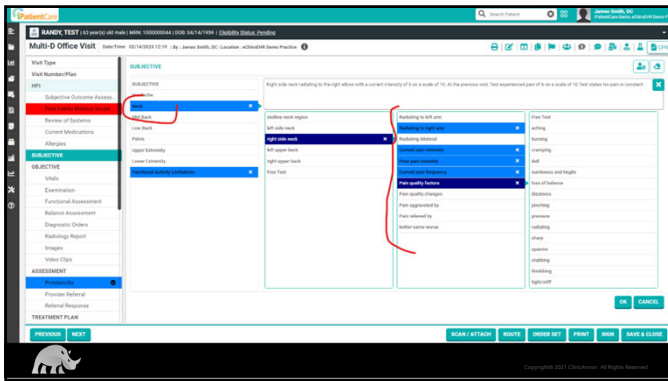 iPatientCare
Search Patient
James Smith, DC
RANDY, TEST | 63 year(s) old male | MRN: 1000000044 | DOB: 04/14/1959 | Eligibility Status: Pending
Multi-D Office Visit
Date/Time: 02/14/2023 12:19 | By: James Smith, DC | Location: eChiroEHR Demo Practice
Visit Type
Visit Number/Plan
HPI
Subjective Outcome Assess..
Past Family Medical Social
Review of Systems
Current Medications
Allergies
SUBJECTIVE
OBJECTIVE
Vitals
Examination
Functional Assessment
Balance Assessment
Diagnostic Orders
Radiology Report
Images
Video Clips
ASSESSMENT
Problem/Dx
Provider Referral
Referral Response
TREATMENT PLAN
SUBJECTIVE
SUBJECTIVE
Headache
Neck
Mid Back
Low Back
Pelvis
Upper Extremity
Lower Extremity
Functional Activity Limitations
Right side neck radiating to the right elbow with a current intensity of 6 on a scale of 10. At the previous visit, Test experienced pain of 6 on a scale of 10 Test states his pain is constant
midline neck region
left side neck
right side neck
left upper back
right upper back
Free Text
Radiating to left arm
Radiating to right arm
Radiating bilateral
Current pain intensity
Prior pain intensity
Current pain frequency
Pain quality factors
Pain quality changes
Pain aggravated by
Pain relieved by
better-same-worse
Free Text
aching
burning
cramping
dull
numbness and tingle
loss of balance
dizziness
pinching
pressure
radiating
sharp
spasms
stabbing
throbbing
tight/stiff
OK
CANCEL
PREVIOUS
NEXT
SCAN / ATTACH
ROUTE
ORDER SET
PRINT
SIGN
SAVE & CLOSE
Copyright© 2021 ClinicArmor. All Rights Reserved.